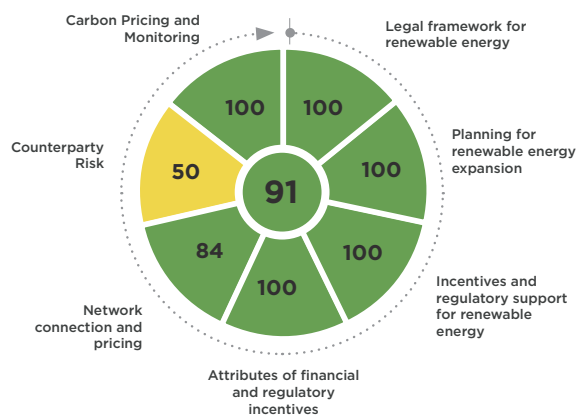 Carbon Pricing and
Monitoring
Legal framework for
renewable energy
100
100
Counterparty
Risk
50
Planning for
renewable energy
expansion
100
91
84
100
100
Network
connection and
pricing
Incentives and
regulatory support
for renewable
energy
Attributes of financial
and regulatory
incentives